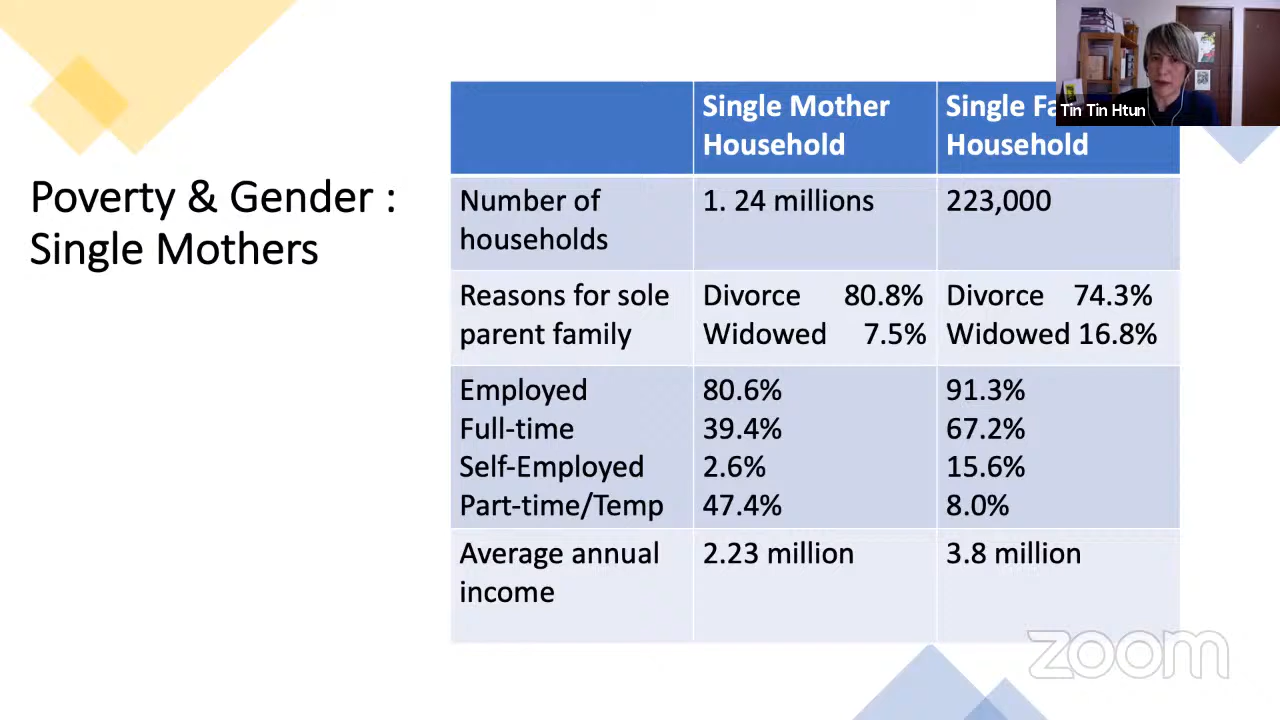 Poverty & Gender :
Single Mothers
Single Mother
Household
Single Fa
Household
Tin Tin Htun
Number of
households
1. 24 millions
223,000
Reasons for sole
parent family
Divorce 80.8%
Widowed 7.5%
Divorce 74.3%
Widowed 16.8%
Employed
Full-time
Self-Employed
Part-time/Temp
80.6%
39.4%
2.6%
47.4%
91.3%
67.2%
15.6%
8.0%
Average annual
income
2.23 million
3.8 million
zoom